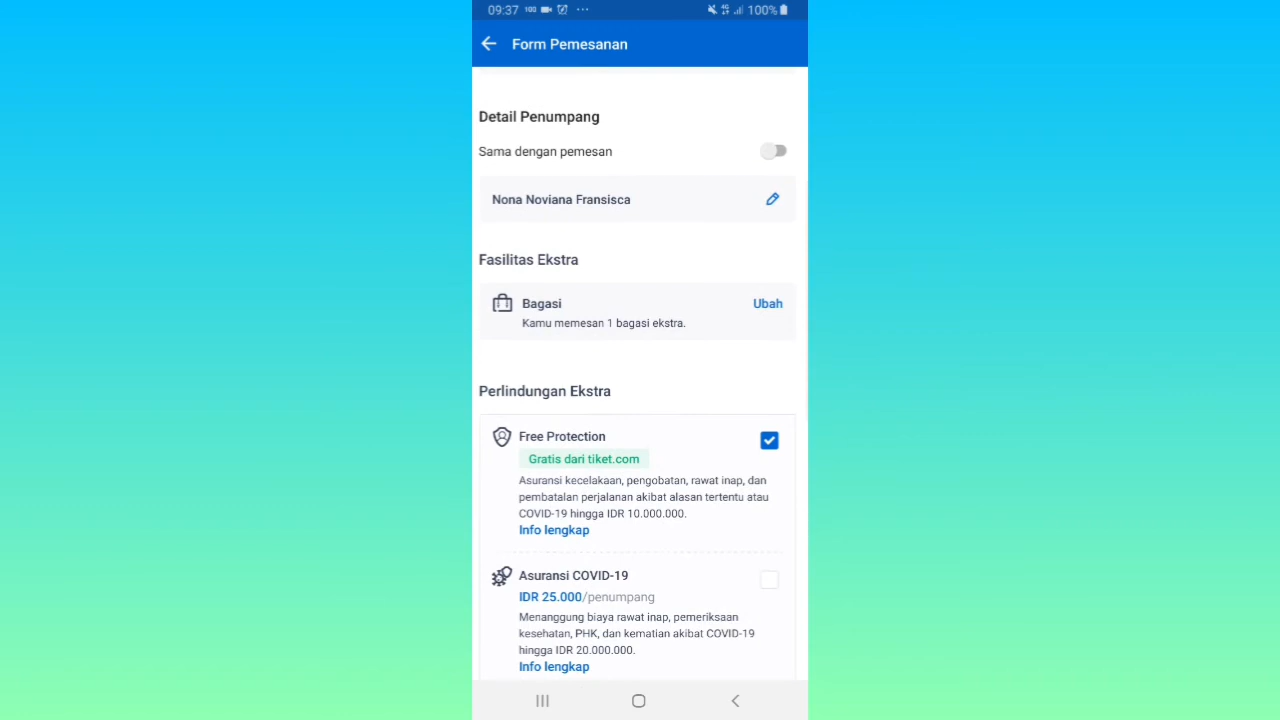 09:37 ... 100%
Form Pemesanan
Detail Penumpang
Sama dengan pemesan
Nona Noviana Fransisca
Fasilitas Ekstra
Bagasi Ubah
Kamu memesan 1 bagasi ekstra.
Perlindungan Ekstra
Free Protection
Gratis dari tiket.com
Asuransi kecelakaan, pengobatan, rawat inap, dan
pembatalan perjalanan akibat alasan tertentu atau
COVID-19 hingga IDR 10.000.000.
Info lengkap
Asuransi COVID-19
IDR 25.000/penumpang
Menanggung biaya rawat inap, pemeriksaan
kesehatan, PHK, dan kematian akibat COVID-19
hingga IDR 20.000.000.
Info lengkap